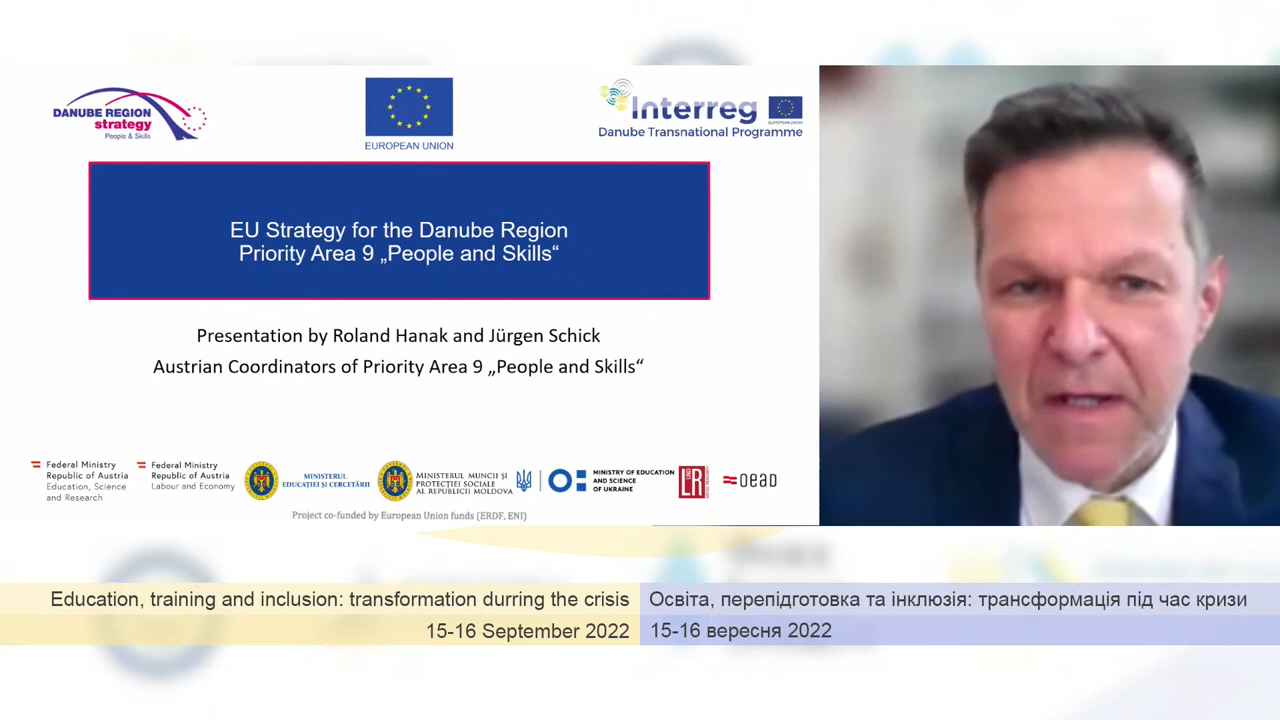 DANUBE REGION
strategy
People & Skills
EUROPEAN UNION
Interreg
EUROPEAN UNION
Danube Transnational Programme
EU Strategy for the Danube Region
Priority Area 9 „People and Skills“
Presentation by Roland Hanak and Jürgen Schick
Austrian Coordinators of Priority Area 9 „People and Skills“
Federal Ministry
Republic of Austria
Education, Science
and Research
Federal Ministry
Republic of Austria
Labour and Economy
MINISTERUL
EDUCAȚIEI ȘI CERCETĂRII
MINISTERUL MUNCII ȘI
PROTECȚIEI SOCIALE
AL REPUBLICII MOLDOVA
MINISTRY OF EDUCATION
AND SCIENCE
OF UKRAINE
L&R
SOCIAL RESEARCH
OEAD
Project co-funded by European Union funds (ERDF, ENI)
Education, training and inclusion: transformation durring the crisis
15-16 September 2022
Освіта, перепідготовка та інклюзія: трансформація під час кризи
15-16 вересня 2022